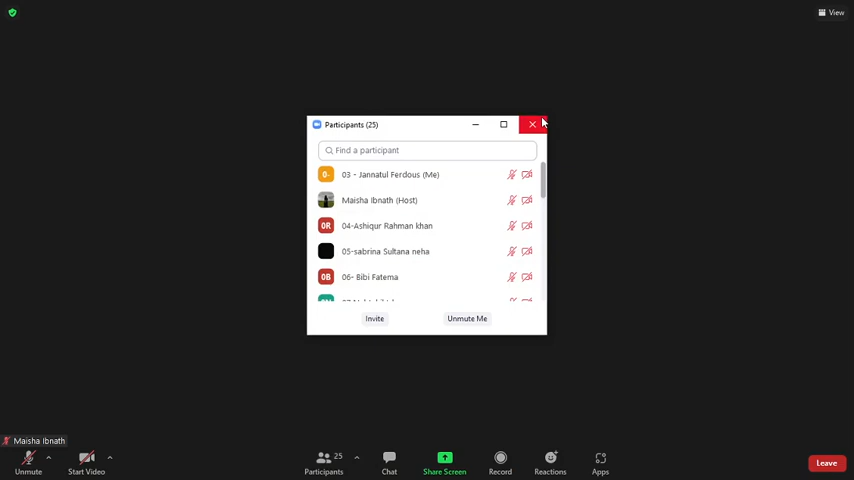 View
Participants (25)
Find a participant
0-
03 - Jannatul Ferdous (Me)
Maisha Ibnath (Host)
0R
04-Ashiqur Rahman khan
05-sabrina Sultana neha
0B
06- Bibi Fatema
Invite
Unmute Me
Maisha Ibnath
25
Unmute
Start Video
Participants
Chat
Share Screen
Record
Reactions
Apps
Leave